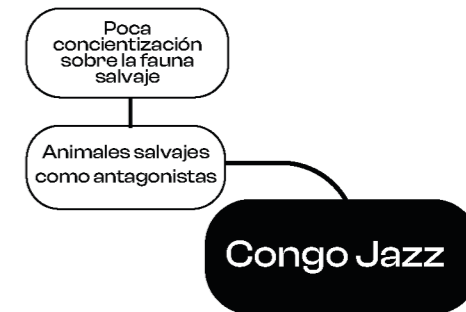 Poca
concientización
sobre la fauna
salvaje
Animales salvajes
como antagonistas
Congo Jazz